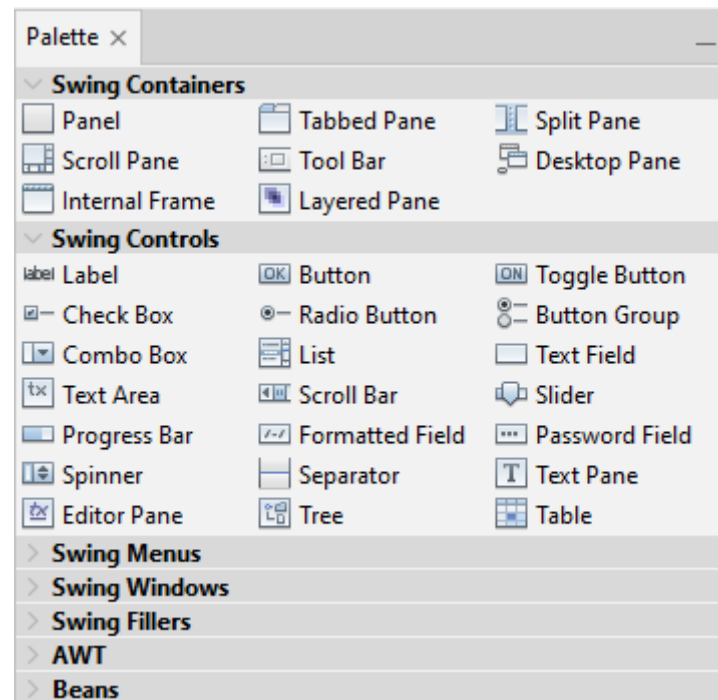 Palette
Swing Containers
Panel Tabbed Pane Split Pane
Scroll Pane Tool Bar Desktop Pane
Internal Frame Layered Pane
Swing Controls
label Label OK Button ON Toggle Button
Check Box Radio Button Button Group
Combo Box List Text Field
tx Text Area Scroll Bar Slider
Progress Bar Formatted Field Password Field
Spinner Separator T Text Pane
tx Editor Pane Tree Table
Swing Menus
Swing Windows
Swing Fillers
AWT
Beans